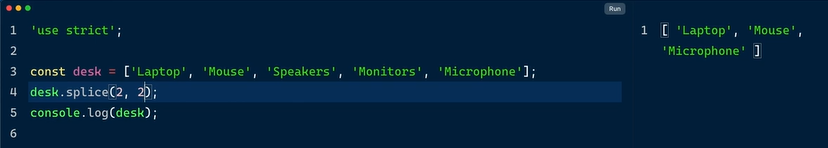 Run
1 'use strict';
2
3 const desk = ['Laptop', 'Mouse', 'Speakers', 'Monitors', 'Microphone'];
4 desk.splice(2, 2);
5 console.log(desk);
6
1 [ 'Laptop', 'Mouse',
'Microphone' ]